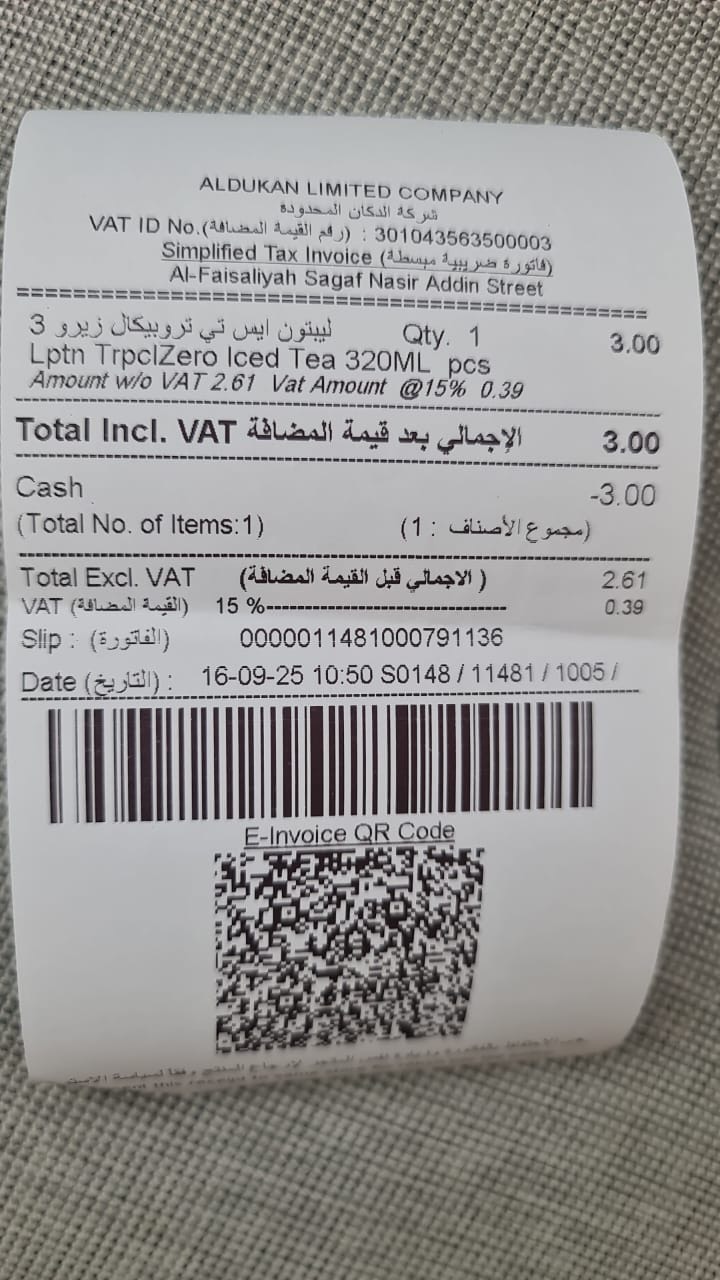 ALDUKAN LIMITED COMPANY
شركة الدكان المحدودة
VAT ID No.(رقم القيمة المضافة) : 301043563500003
Simplified Tax Invoice (فاتورة ضريبية مبسطة)
Al-Faisaliyah Sagaf Nasir Addin Street
ليبتون ايس تي تروبيكال زيرو 3 Qty. 1 3.00
Lptn TrpclZero Iced Tea 320ML pcs
Amount w/o VAT 2.61 Vat Amount @15% 0.39
Total Incl. VAT الإجمالي بعد قيمة المضافة 3.00
Cash -3.00
(Total No. of Items:1) (مجموع الأصناف : 1)
Total Excl. VAT (الاجمالي قبل القيمة المضافة ) 2.61
VAT (القيمة المضافة) 15 %---------------------------------- 0.39
Slip : (الفاتورة) 0000011481000791136
Date (التاريخ) : 16-09-25 10:50 S0148 / 11481 / 1005 /
E-Invoice QR Code